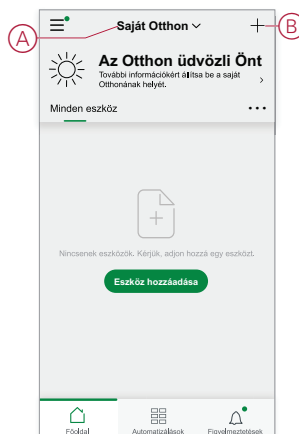 A
Saját Otthon
B
Az Otthon üdvözli Önt
További információkért állítsa be a saját
Otthonának helyét.
Minden eszköz
Nincsenek eszközök. Kérjük, adjon hozzá egy eszközt.
Eszköz hozzáadása
Főoldal Automatizálások Figyelmeztetések